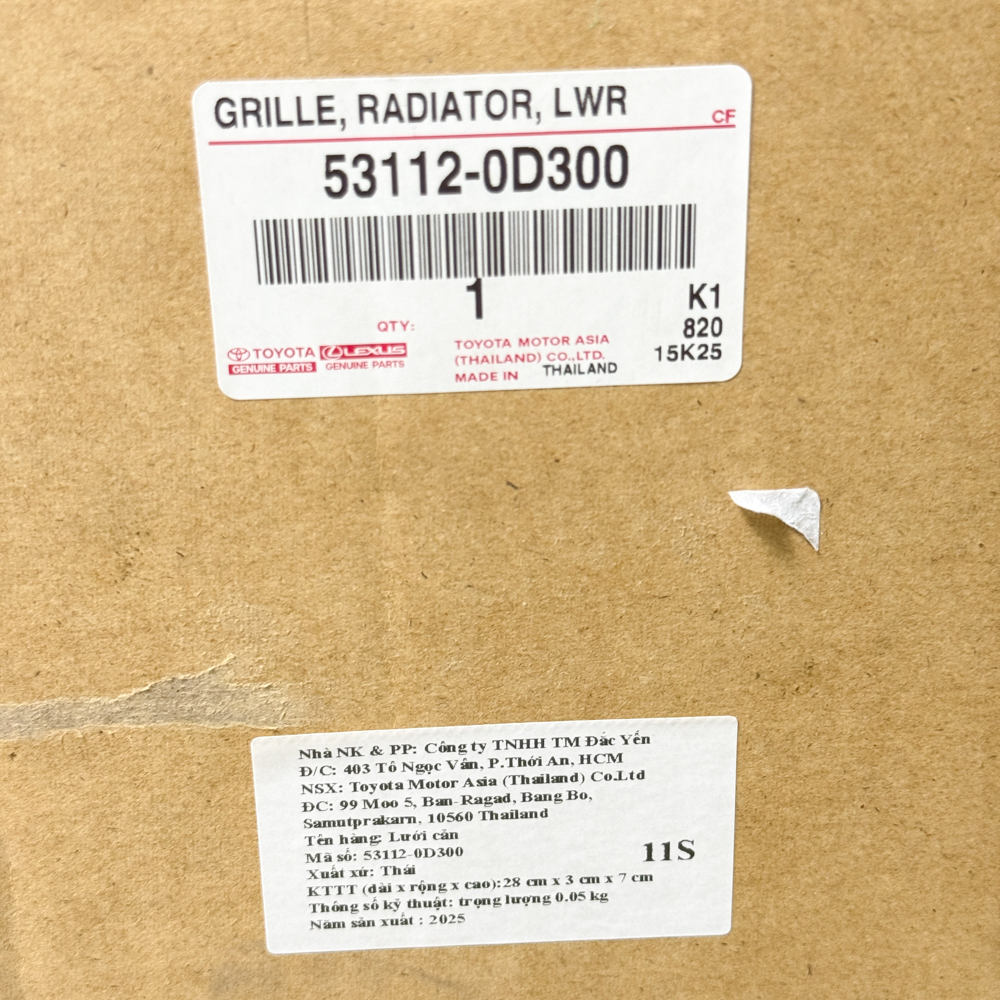 GRILLE, RADIATOR, LWR
CF
53112-0D300
1
K1
QTY:
820
15K25
TOYOTA LEXUS
GENUINE PARTS GENUINE PARTS
TOYOTA MOTOR ASIA
(THAILAND) CO.,LTD.
MADE IN THAILAND
Nhà NK & PP: Công ty TNHH TM Đắc Yến
Đ/C: 403 Tô Ngọc Vân, P.Thới An, HCM
NSX: Toyota Motor Asia (Thailand) Co.Ltd
ĐC: 99 Moo 5, Ban-Ragad, Bang Bo,
Samutprakarn, 10560 Thailand
Tên hàng: Lưới cản
Mã số: 53112-0D300
11S
Xuất xứ: Thái
KTTT (dài x rộng x cao):28 cm x 3 cm x 7 cm
Thông số kỹ thuật: trọng lượng 0.05 kg
Năm sản xuất : 2025